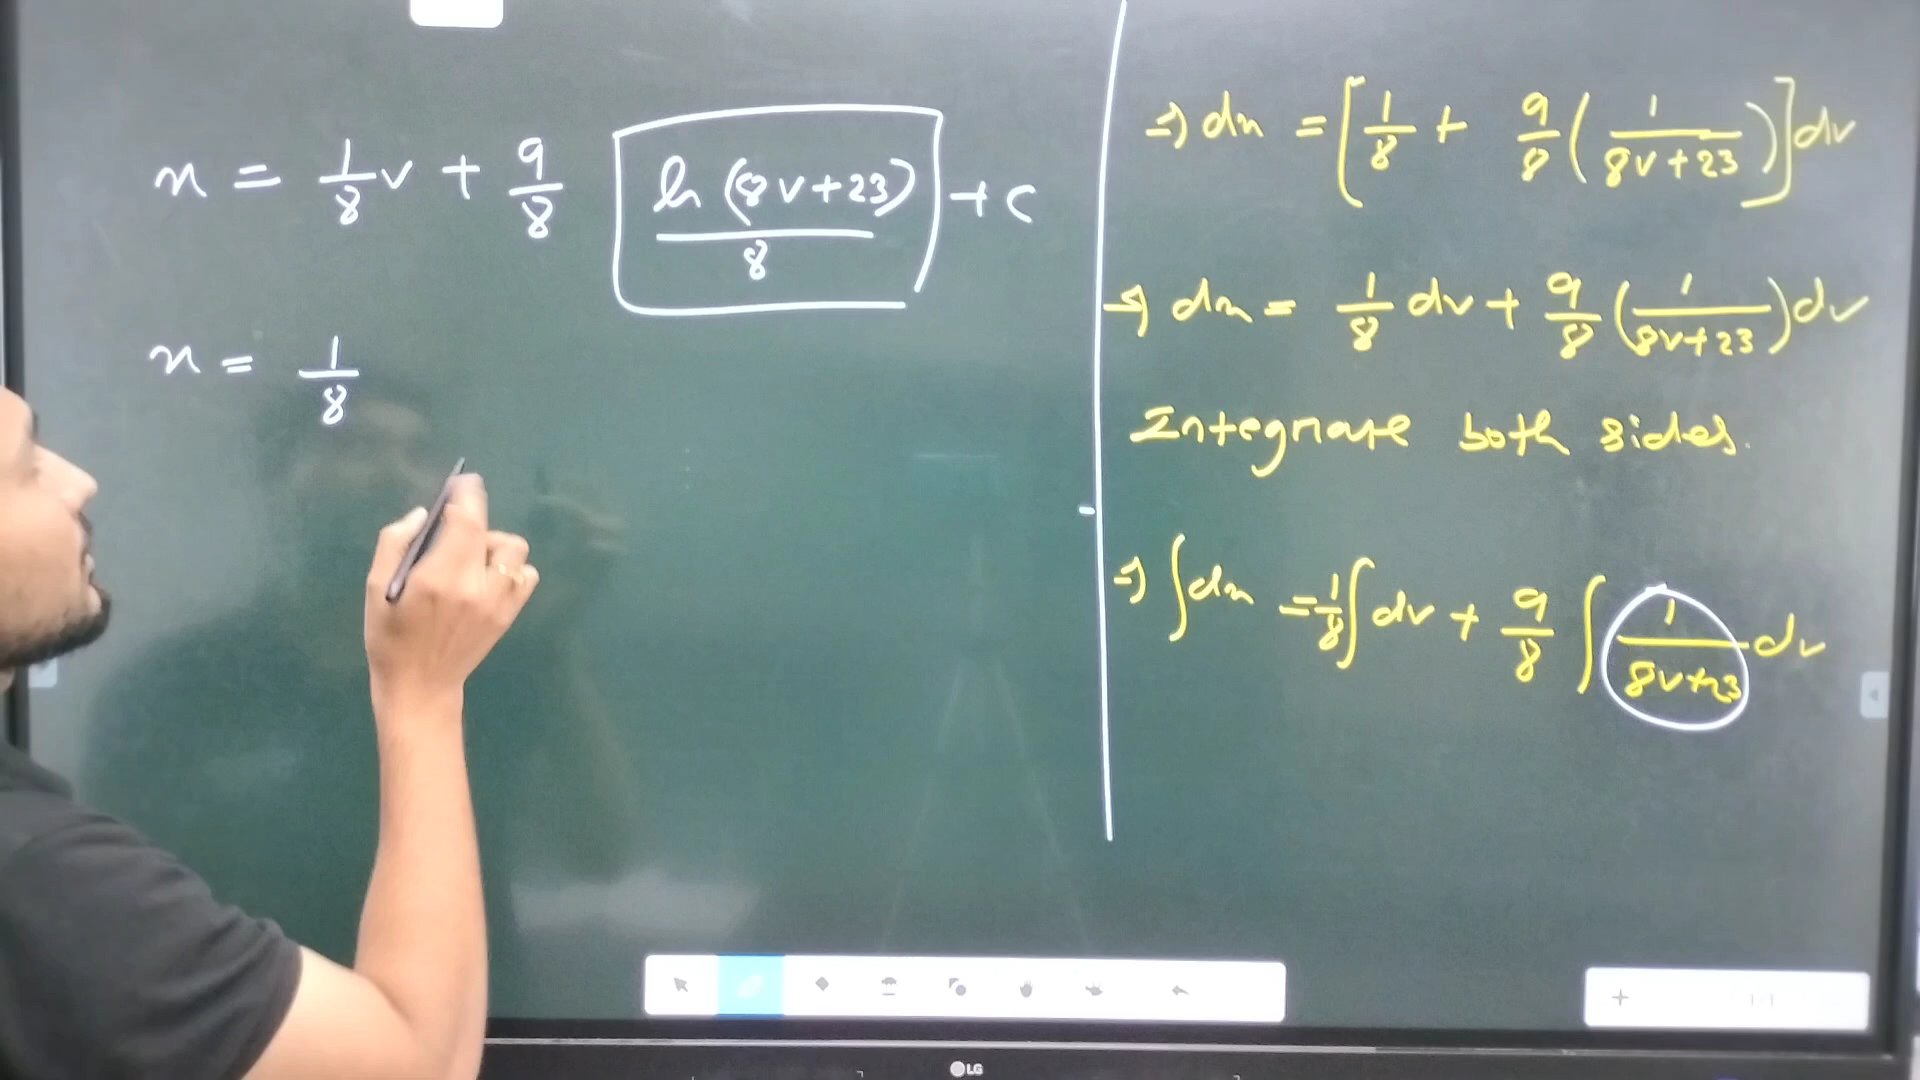 x = 1/8 v + 9/8 ln (8v+23)/8 + c
x = 1/8
⇒ dx = [1/8 + 9/8 (1/(8v+23))] dv
⇒ dx = 1/8 dv + 9/8 (1/(8v+23)) dv
Integrate both sides.
⇒ ∫dx = 1/8 ∫dv + 9/8 ∫ 1/(8v+23) dv
LG